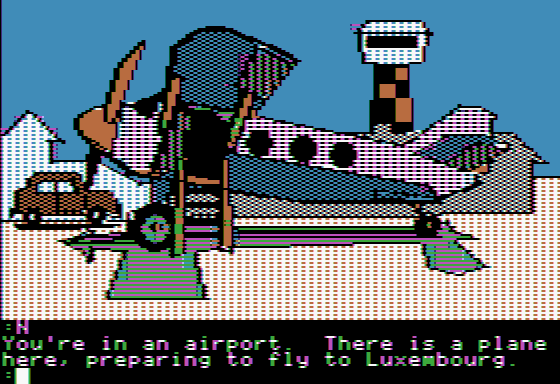 :N
You're in an airport.  There is a plane
here, preparing to fly to Luxembourg.
: